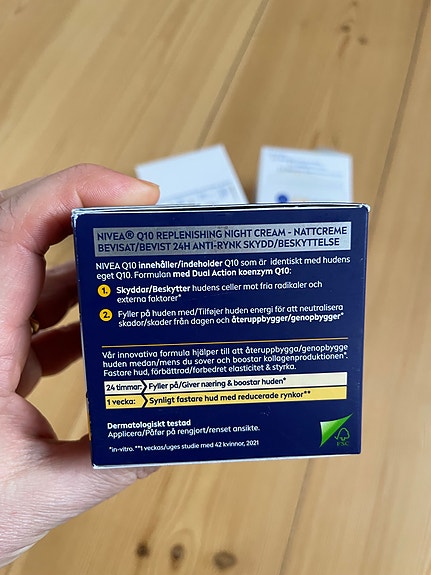 NIVEA® Q10 REPLENISHING NIGHT CREAM - NATTCREME
BEVISAT/BEVIST 24H ANTI-RYNK SKYDD/BESKYTTELSE
NIVEA Q10 innehåller/indeholder Q10 som är identiskt med hudens
eget Q10. Formulan med Dual Action koenzym Q10:
1. Skyddar/Beskytter hudens celler mot fria radikaler och
externa faktorer*
2. Fyller på huden med/Tilføjer huden energi för att neutralisera
skador/skader från dagen och återuppbygger/genopbygger*
Vår innovativa formula hjälper till att återuppbygga/genopbygge
huden medan/mens du sover och boostar kollagenproduktionen*.
Fastare hud, förbättrad/forbedret elasticitet & styrka.
24 timmar: Fyller på/Giver næring & boostar huden*
1 vecka: Synligt fastare hud med reducerade rynkor**
Dermatologiskt testad
Applicera/Påfør på rengjort/renset ansikte.
*in-vitro. **1 veckas/uges studie med 42 kvinnor, 2021
FSC